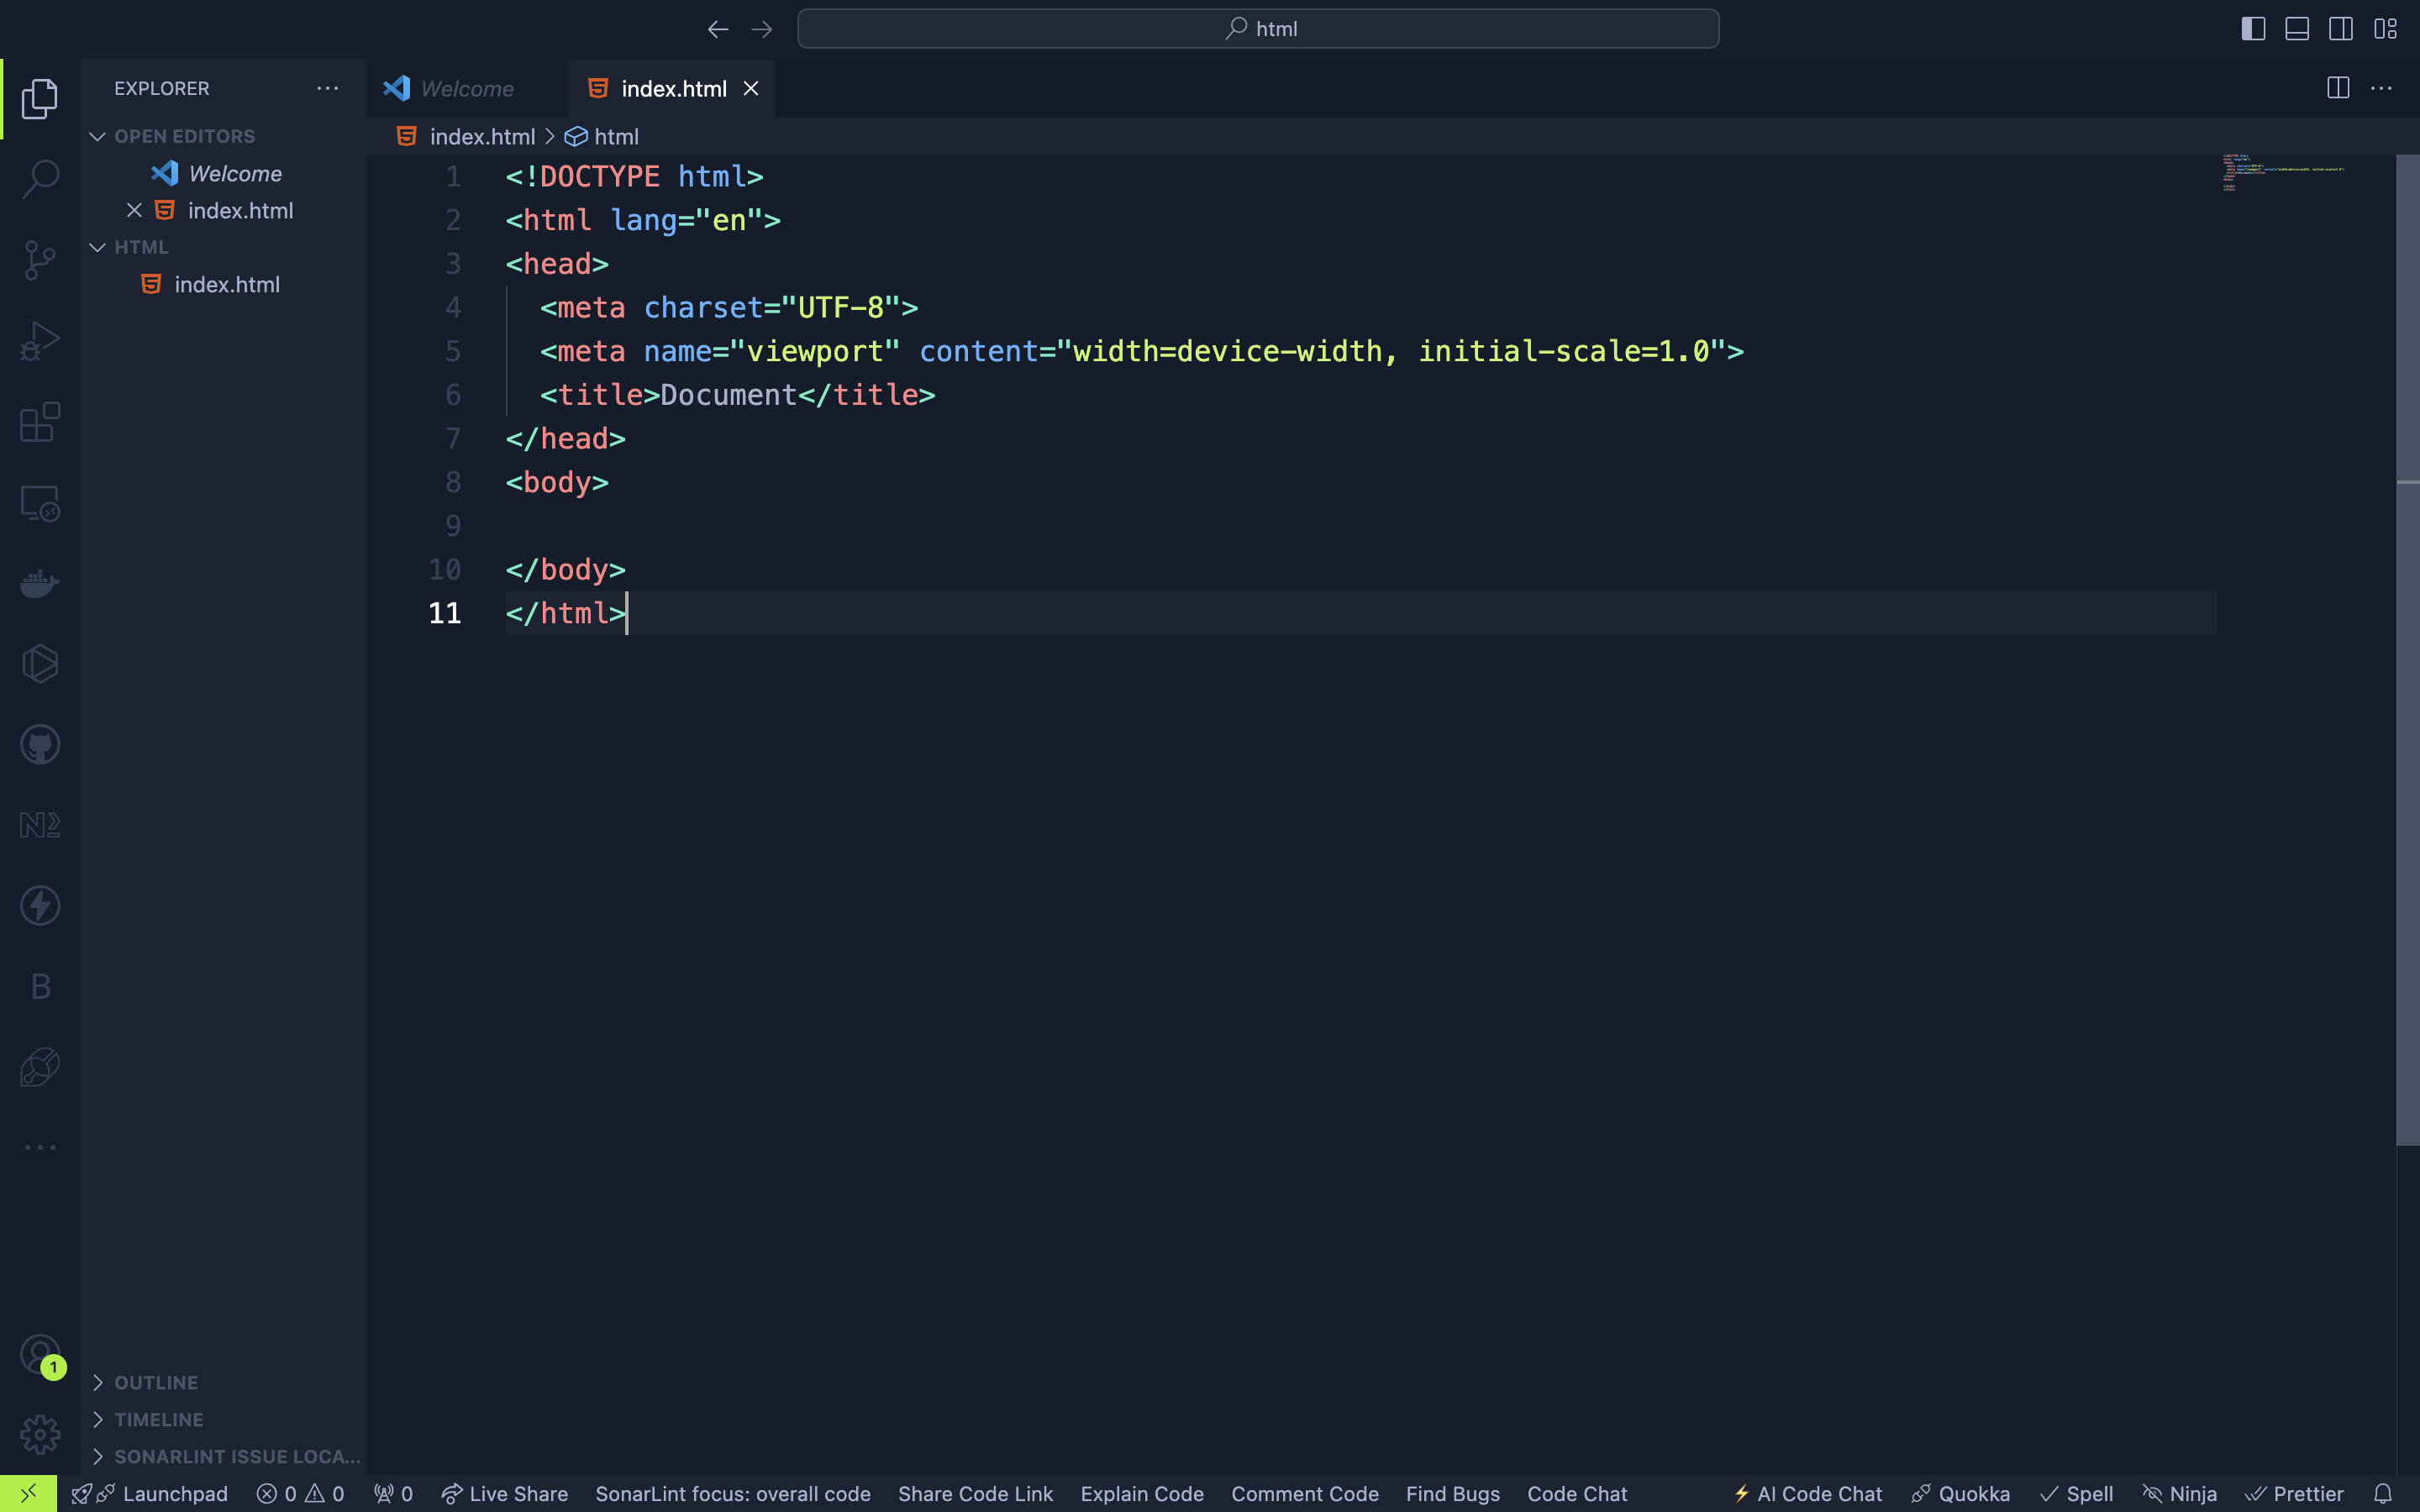 html
EXPLORER
OPEN EDITORS
Welcome
index.html
HTML
index.html
OUTLINE
TIMELINE
SONARLINT ISSUE LOCA...
Welcome
index.html
index.html > html
1 <!DOCTYPE html>
2 <html lang="en">
3 <head>
4 <meta charset="UTF-8">
5 <meta name="viewport" content="width=device-width, initial-scale=1.0">
6 <title>Document</title>
7 </head>
8 <body>
9
10 </body>
11 </html>
B
1
Launchpad 0 0 0 Live Share SonarLint focus: overall code Share Code Link Explain Code Comment Code Find Bugs Code Chat AI Code Chat Quokka Spell Ninja Prettier